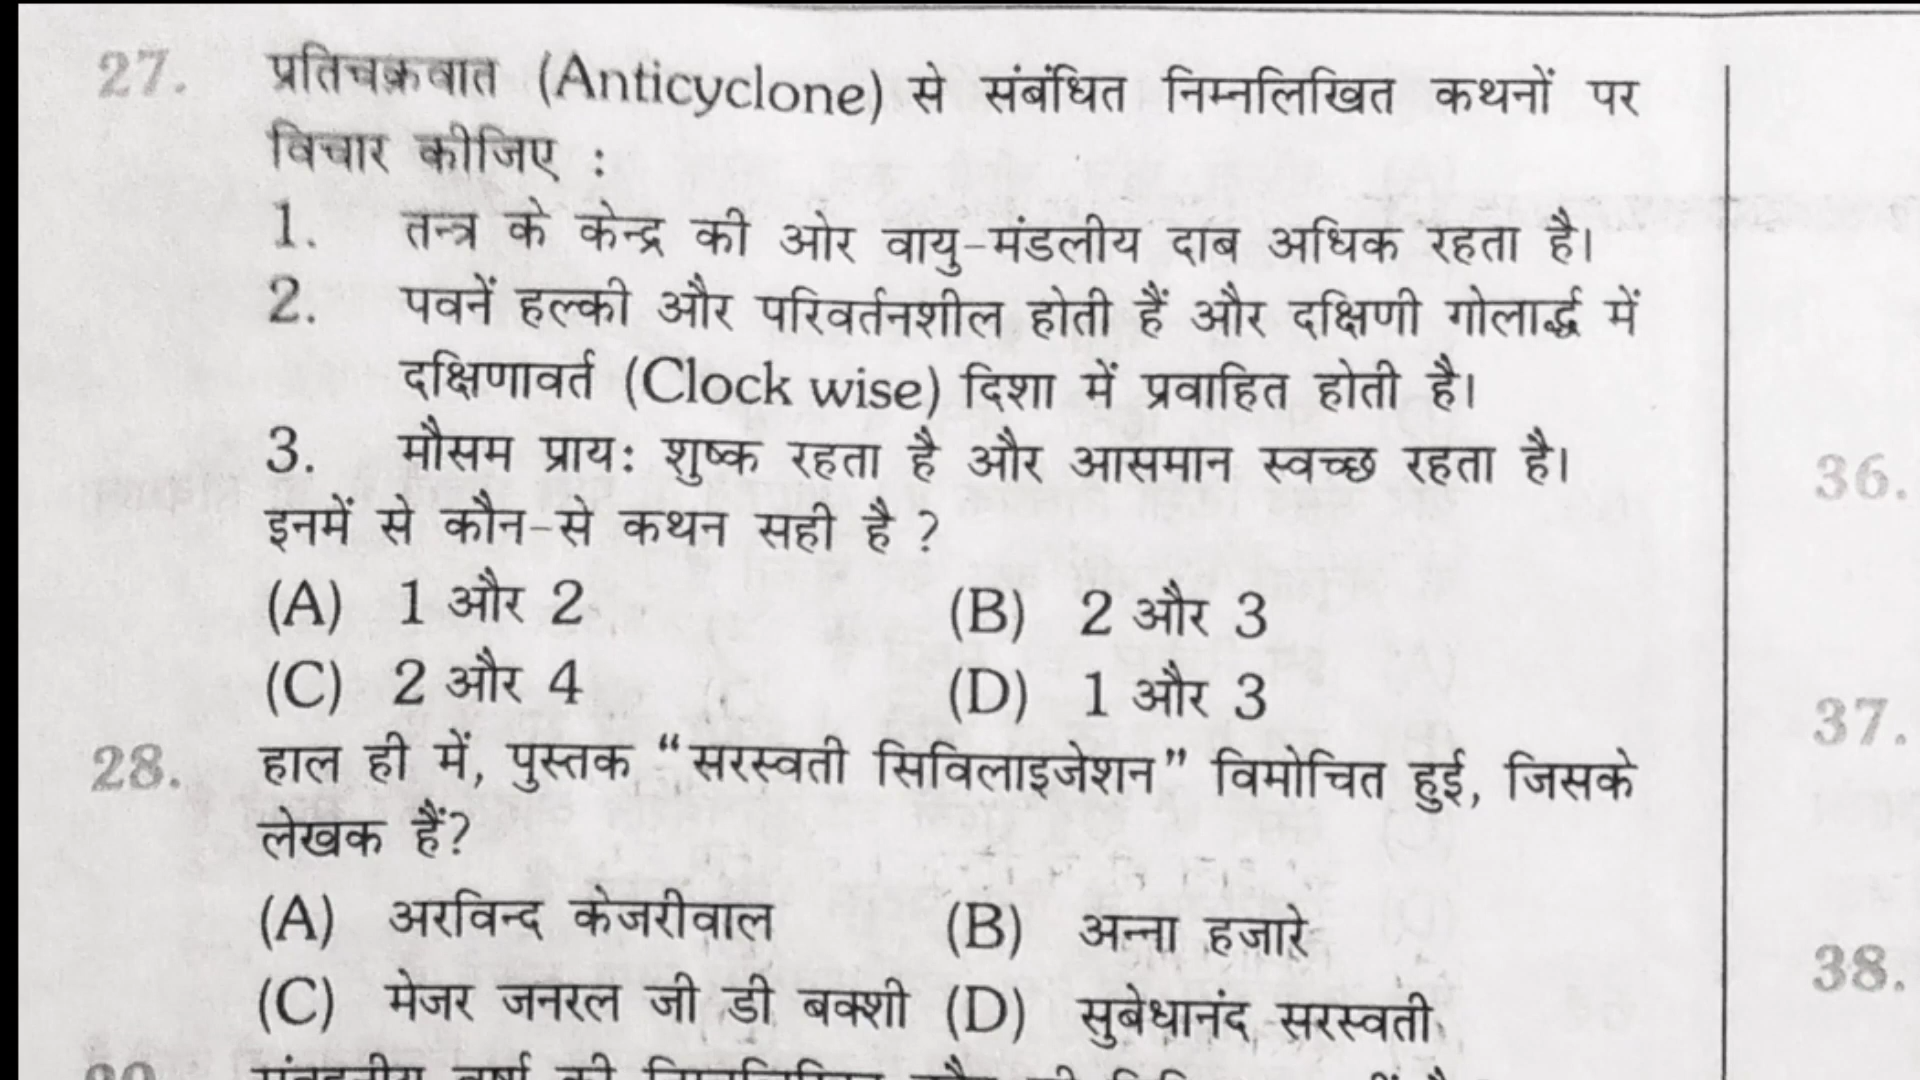 27. प्रतिचक्रवात (Anticyclone) से संबंधित निम्नलिखित कथनों पर
विचार कीजिए :
1. तन्त्र के केन्द्र की ओर वायु-मंडलीय दाब अधिक रहता है।
2. पवनें हल्की और परिवर्तनशील होती हैं और दक्षिणी गोलार्द्ध में
दक्षिणावर्त (Clock wise) दिशा में प्रवाहित होती है।
3. मौसम प्रायः शुष्क रहता है और आसमान स्वच्छ रहता है।
इनमें से कौन-से कथन सही है ?
(A) 1 और 2 (B) 2 और 3
(C) 2 और 4 (D) 1 और 3
28. हाल ही में, पुस्तक “सरस्वती सिविलाइजेशन” विमोचित हुई, जिसके
लेखक हैं?
(A) अरविन्द केजरीवाल (B) अन्ना हजारे
(C) मेजर जनरल जी डी बक्शी (D) सुबेधानंद सरस्वती
36.
37.
38.